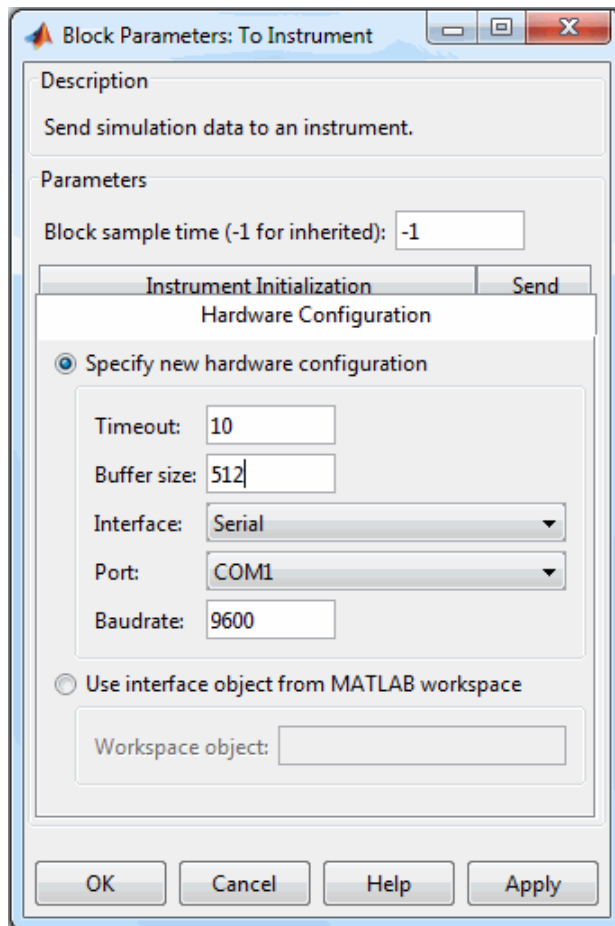 Block Parameters: To Instrument
Description
Send simulation data to an instrument.
Parameters
Block sample time (-1 for inherited): -1
Instrument Initialization Send
Hardware Configuration
Specify new hardware configuration
Timeout: 10
Buffer size: 512
Interface: Serial
Port: COM1
Baudrate: 9600
Use interface object from MATLAB workspace
Workspace object:
OK Cancel Help Apply